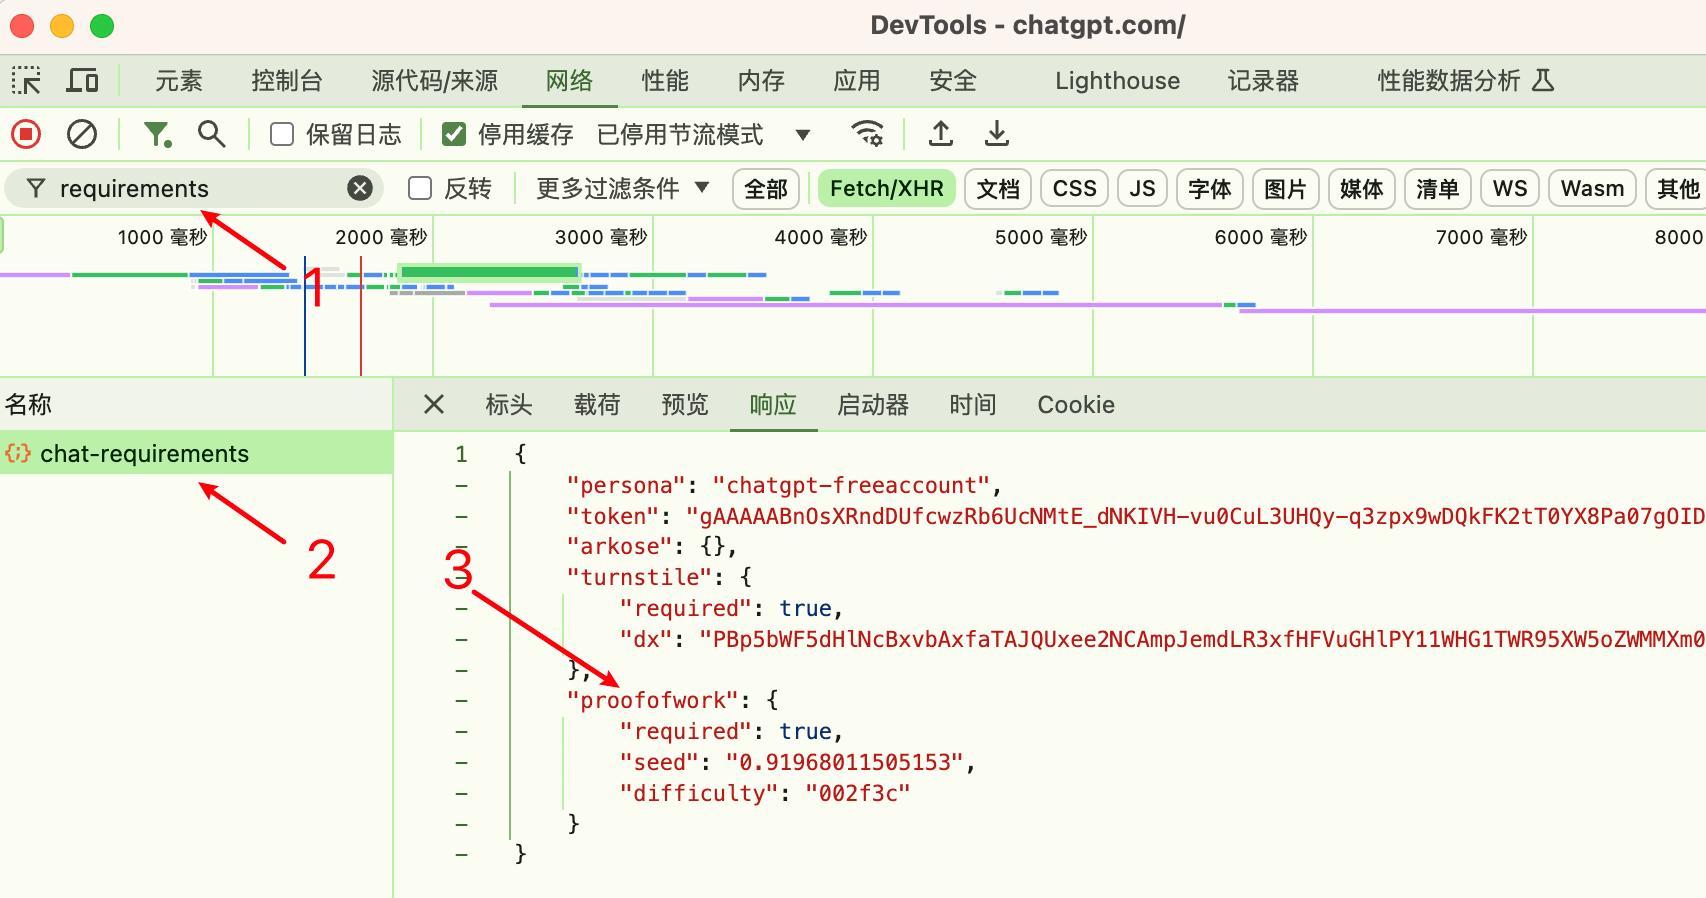 DevTools - chatgpt.com/
元素 控制台 源代码/来源 网络 性能 内存 应用 安全 Lighthouse 记录器 性能数据分析
保留日志 停用缓存 已停用节流模式
requirements 反转 更多过滤条件 全部 Fetch/XHR 文档 CSS JS 字体 图片 媒体 清单 WS Wasm 其他
1000 毫秒 2000 毫秒 3000 毫秒 4000 毫秒 5000 毫秒 6000 毫秒 7000 毫秒 8000
1
名称 标头 载荷 预览 响应 启动器 时间 Cookie
chat-requirements
2
3
1 {
"persona": "chatgpt-freeaccount",
"token": "gAAAAABnOsXRndDUfcwzRb6UcNMtE_dNKIVH-vu0CuL3UHQy-q3zpx9wDQkFK2tT0YX8Pa07gOID
"arkose": {},
"turnstile": {
"required": true,
"dx": "PBp5bWF5dHlNcBxvbAxfaTAJQUxee2NCAmpJemdLR3xfHFVuGHlPY11WHG1TWR95XW5oZWMMXm0
},
"proofofwork": {
"required": true,
"seed": "0.91968011505153",
"difficulty": "002f3c"
}
}